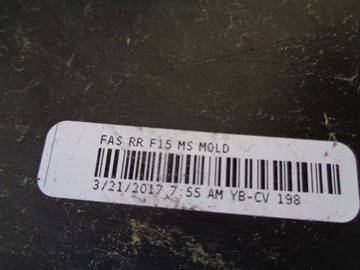 FAS RR F15 MS MOLD
3/21/2017 7:55 AM YB-CV 198